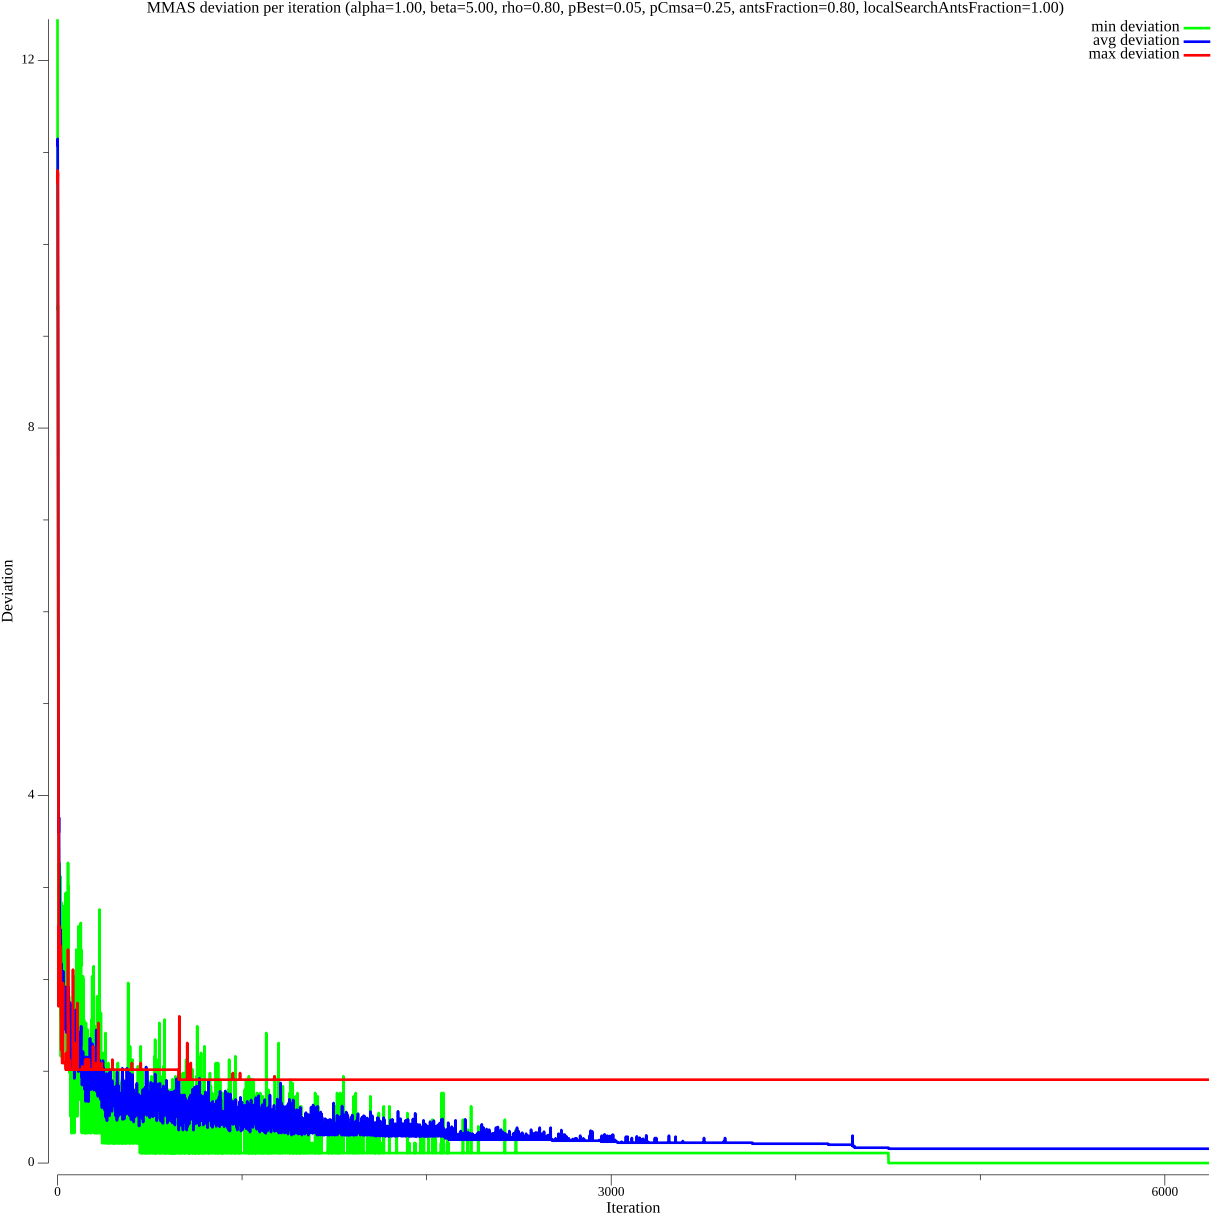 MMAS deviation per iteration (alpha=1.00, beta=5.00, rho=0.80, pBest=0.05, pCmsa=0.25, antsFraction=0.80, localSearchAntsFraction=1.00)
min deviation
avg deviation
max deviation
12
8
4
0
Deviation
0 3000 6000
Iteration